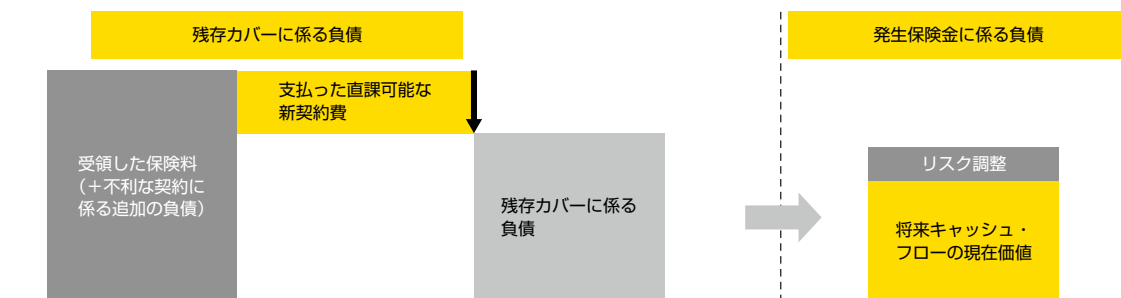 残存カバーに係る負債
発生保険金に係る負債
支払った直課可能な
新契約費
受領した保険料
（＋不利な契約に
係る追加の負債）
残存カバーに係る
負債
リスク調整
将来キャッシュ・
フローの現在価値